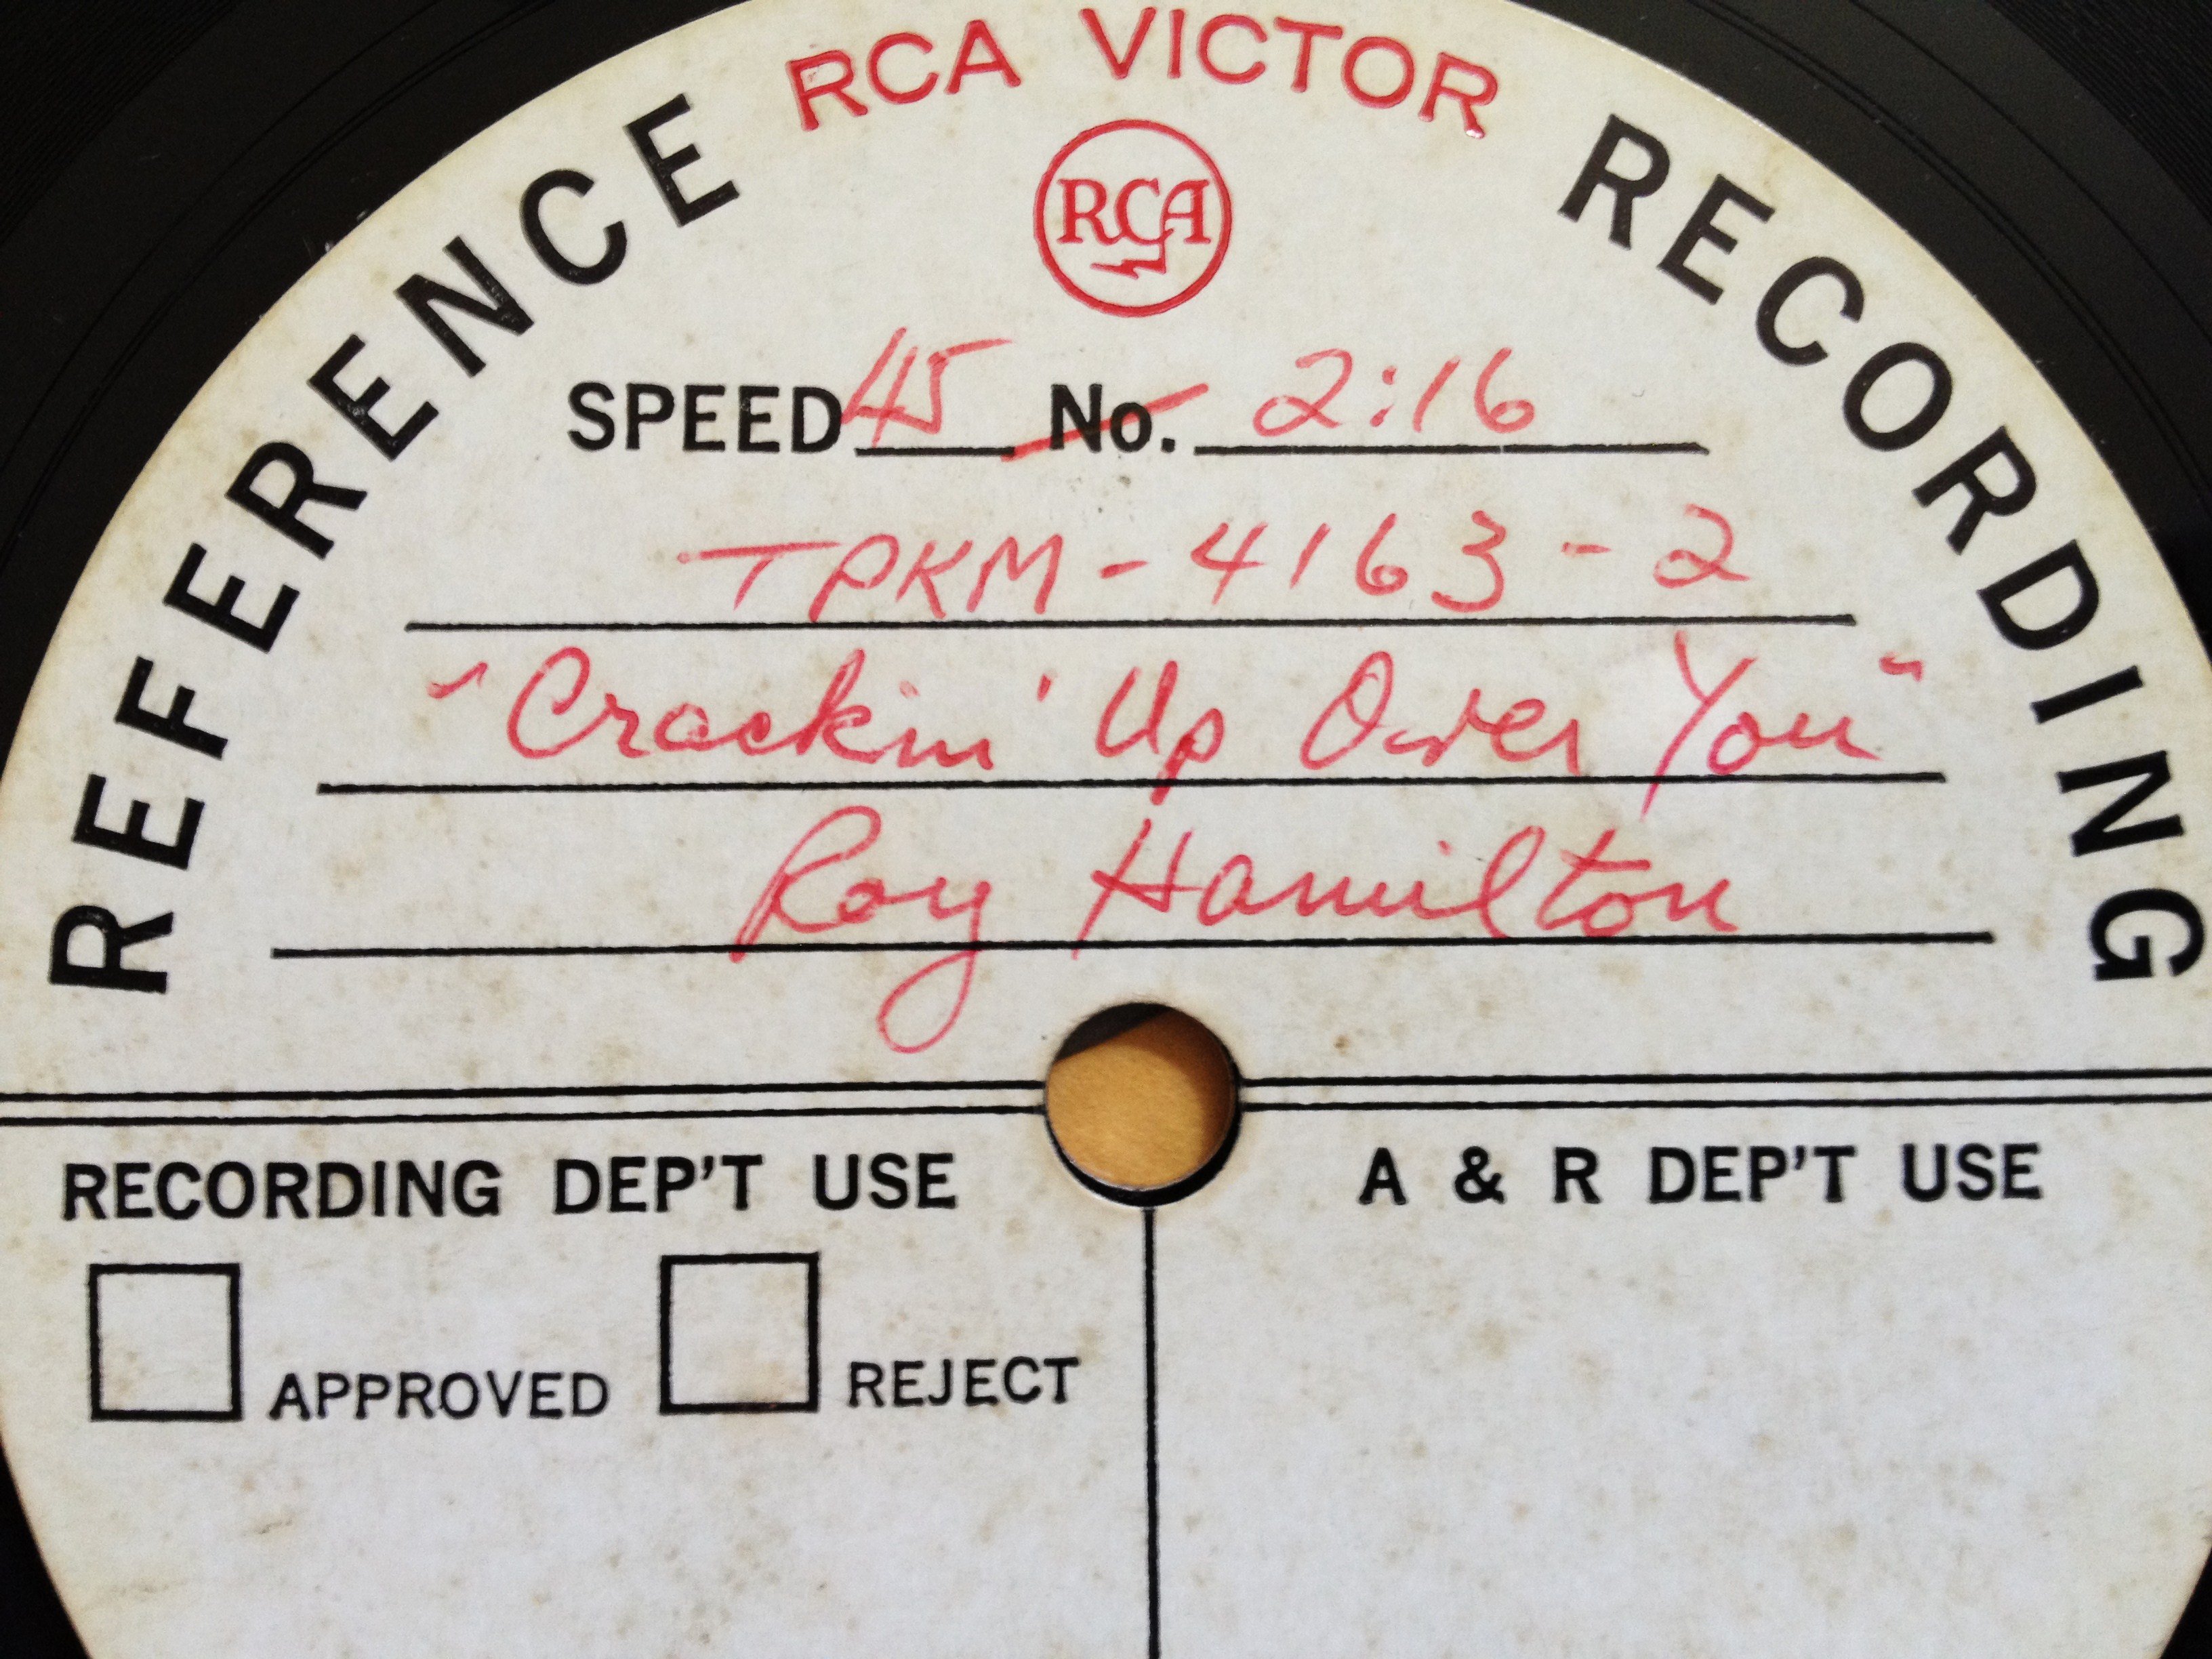 RCA VICTOR
REFERENCE RECORDING
RCA
SPEED 45 No. 2:16
TPKM-4163-2
"Crackin' Up Over You"
Roy Hamilton
RECORDING DEP'T USE
A & R DEP'T USE
APPROVED REJECT